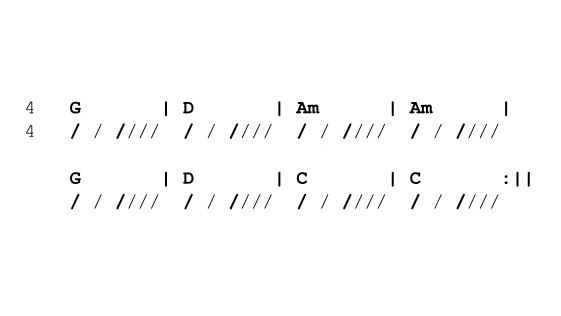 4   G       | D       | Am      | Am      |
4   / / ////  / / ////  / / ////  / / ////
    G       | D       | C       | C       :||
    / / ////  / / ////  / / ////  / / ////